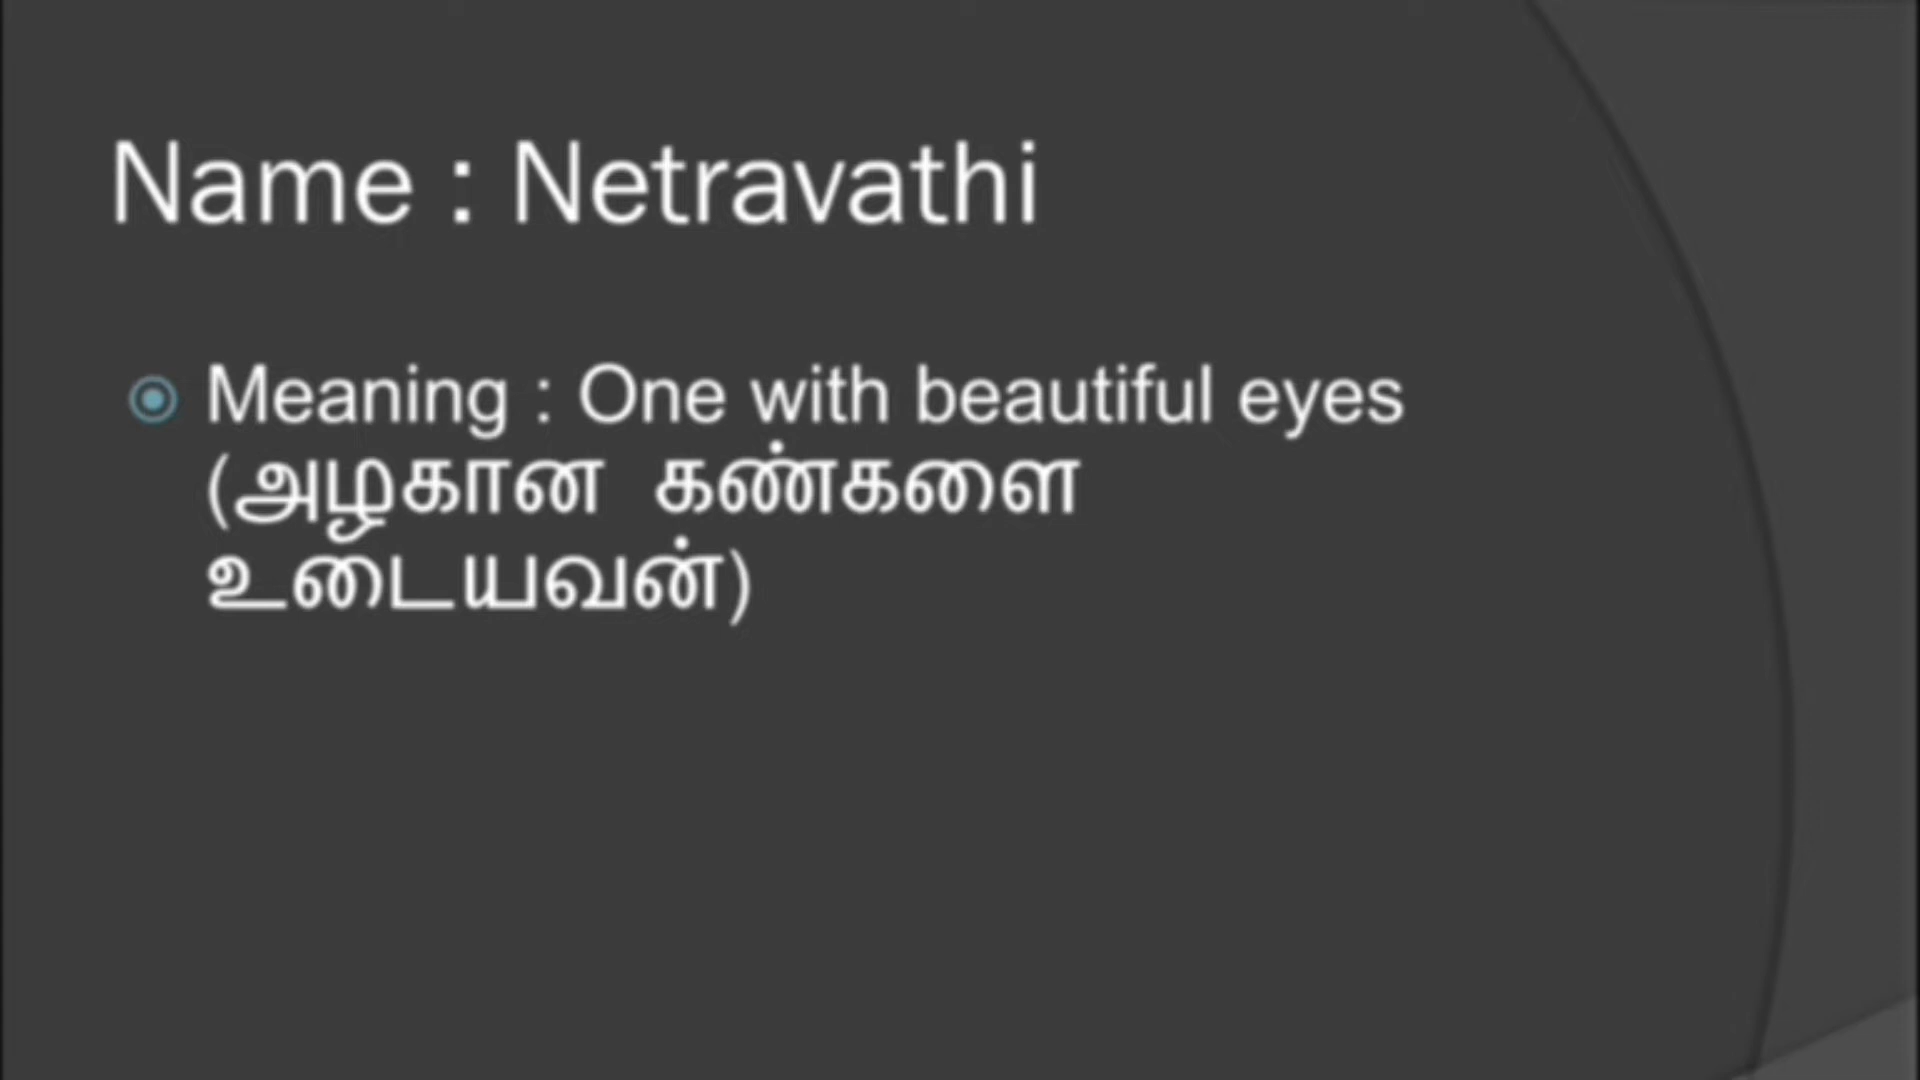 Name : Netravathi
Meaning : One with beautiful eyes
(அழகான கண்களை
உடையவன்)